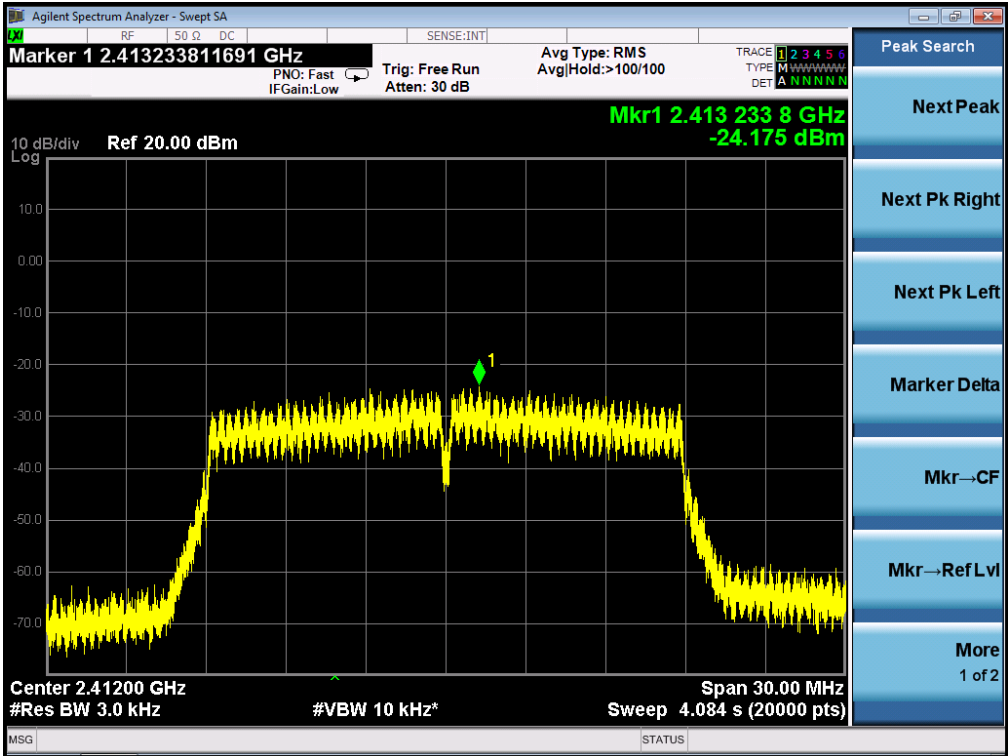 Agilent Spectrum Analyzer - Swept SA
LXI RF 50 Ω DC SENSE:INT
Marker 1 2.413233811691 GHz
PNO: Fast
IFGain:Low
Trig: Free Run
Atten: 30 dB
Avg Type: RMS
Avg|Hold:>100/100
TRACE 1 2 3 4 5 6
TYPE M WWWWW
DET A N N N N N
Mkr1 2.413 233 8 GHz
-24.175 dBm
10 dB/div Ref 20.00 dBm
Log
10.0
0.00
-10.0
-20.0
-30.0
-40.0
-50.0
-60.0
-70.0
1
Center 2.41200 GHz Span 30.00 MHz
#Res BW 3.0 kHz #VBW 10 kHz* Sweep 4.084 s (20000 pts)
MSG STATUS
Peak Search
Next Peak
Next Pk Right
Next Pk Left
Marker Delta
Mkr→CF
Mkr→Ref Lvl
More
1 of 2